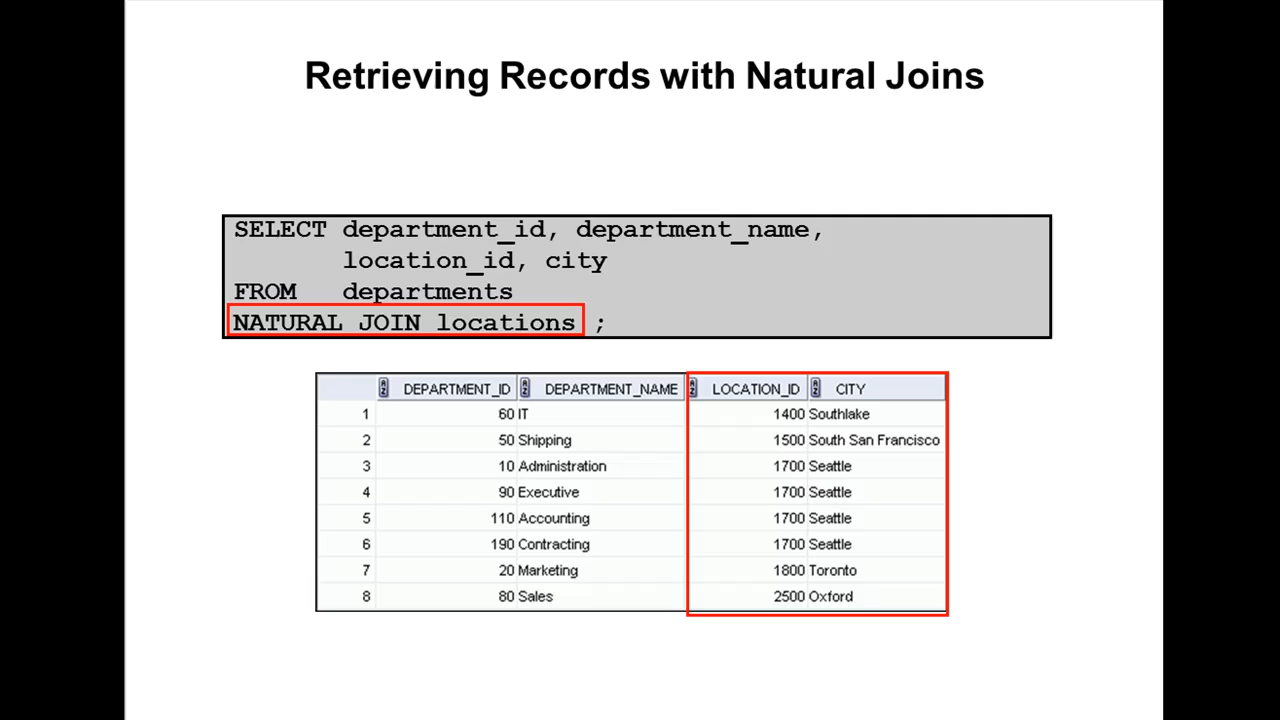 Retrieving Records with Natural Joins
SELECT department_id, department_name,
location_id, city
FROM departments
NATURAL JOIN locations ;
DEPARTMENT_ID DEPARTMENT_NAME LOCATION_ID CITY
1 60 IT 1400 Southlake
2 50 Shipping 1500 South San Francisco
3 10 Administration 1700 Seattle
4 90 Executive 1700 Seattle
5 110 Accounting 1700 Seattle
6 190 Contracting 1700 Seattle
7 20 Marketing 1800 Toronto
8 80 Sales 2500 Oxford